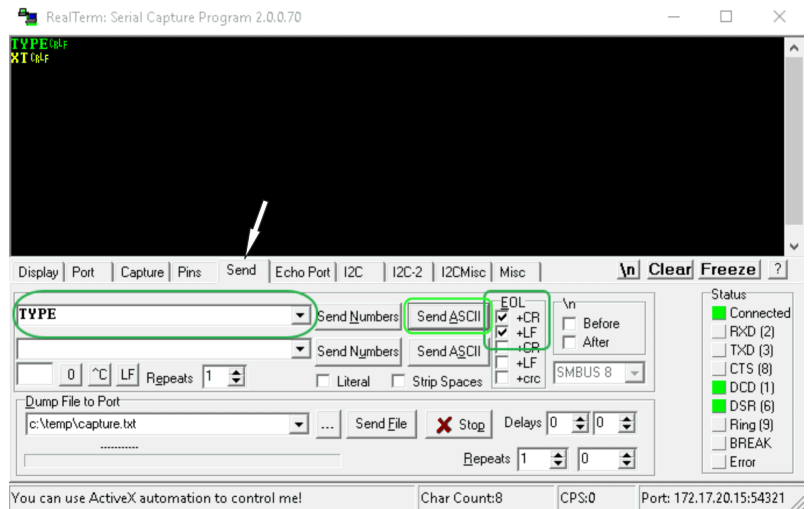 RealTerm: Serial Capture Program 2.0.0.70
TYPECRLF
XTCRLF
Display Port Capture Pins Send Echo Port I2C I2C-2 I2CMisc Misc \n Clear Freeze ?
TYPE Send Numbers Send ASCII EOL +CR +LF \n Before After
Send Numbers Send ASCII +CR +LF +crc SMBUS 8
0 ^C LF Repeats 1 Literal Strip Spaces
Dump File to Port
c:\temp\capture.txt ... Send File Stop Delays 0 0
Repeats 1 0
Status
Connected
RXD (2)
TXD (3)
CTS (8)
DCD (1)
DSR (6)
Ring (9)
BREAK
Error
You can use ActiveX automation to control me! Char Count:8 CPS:0 Port: 172.17.20.15:54321